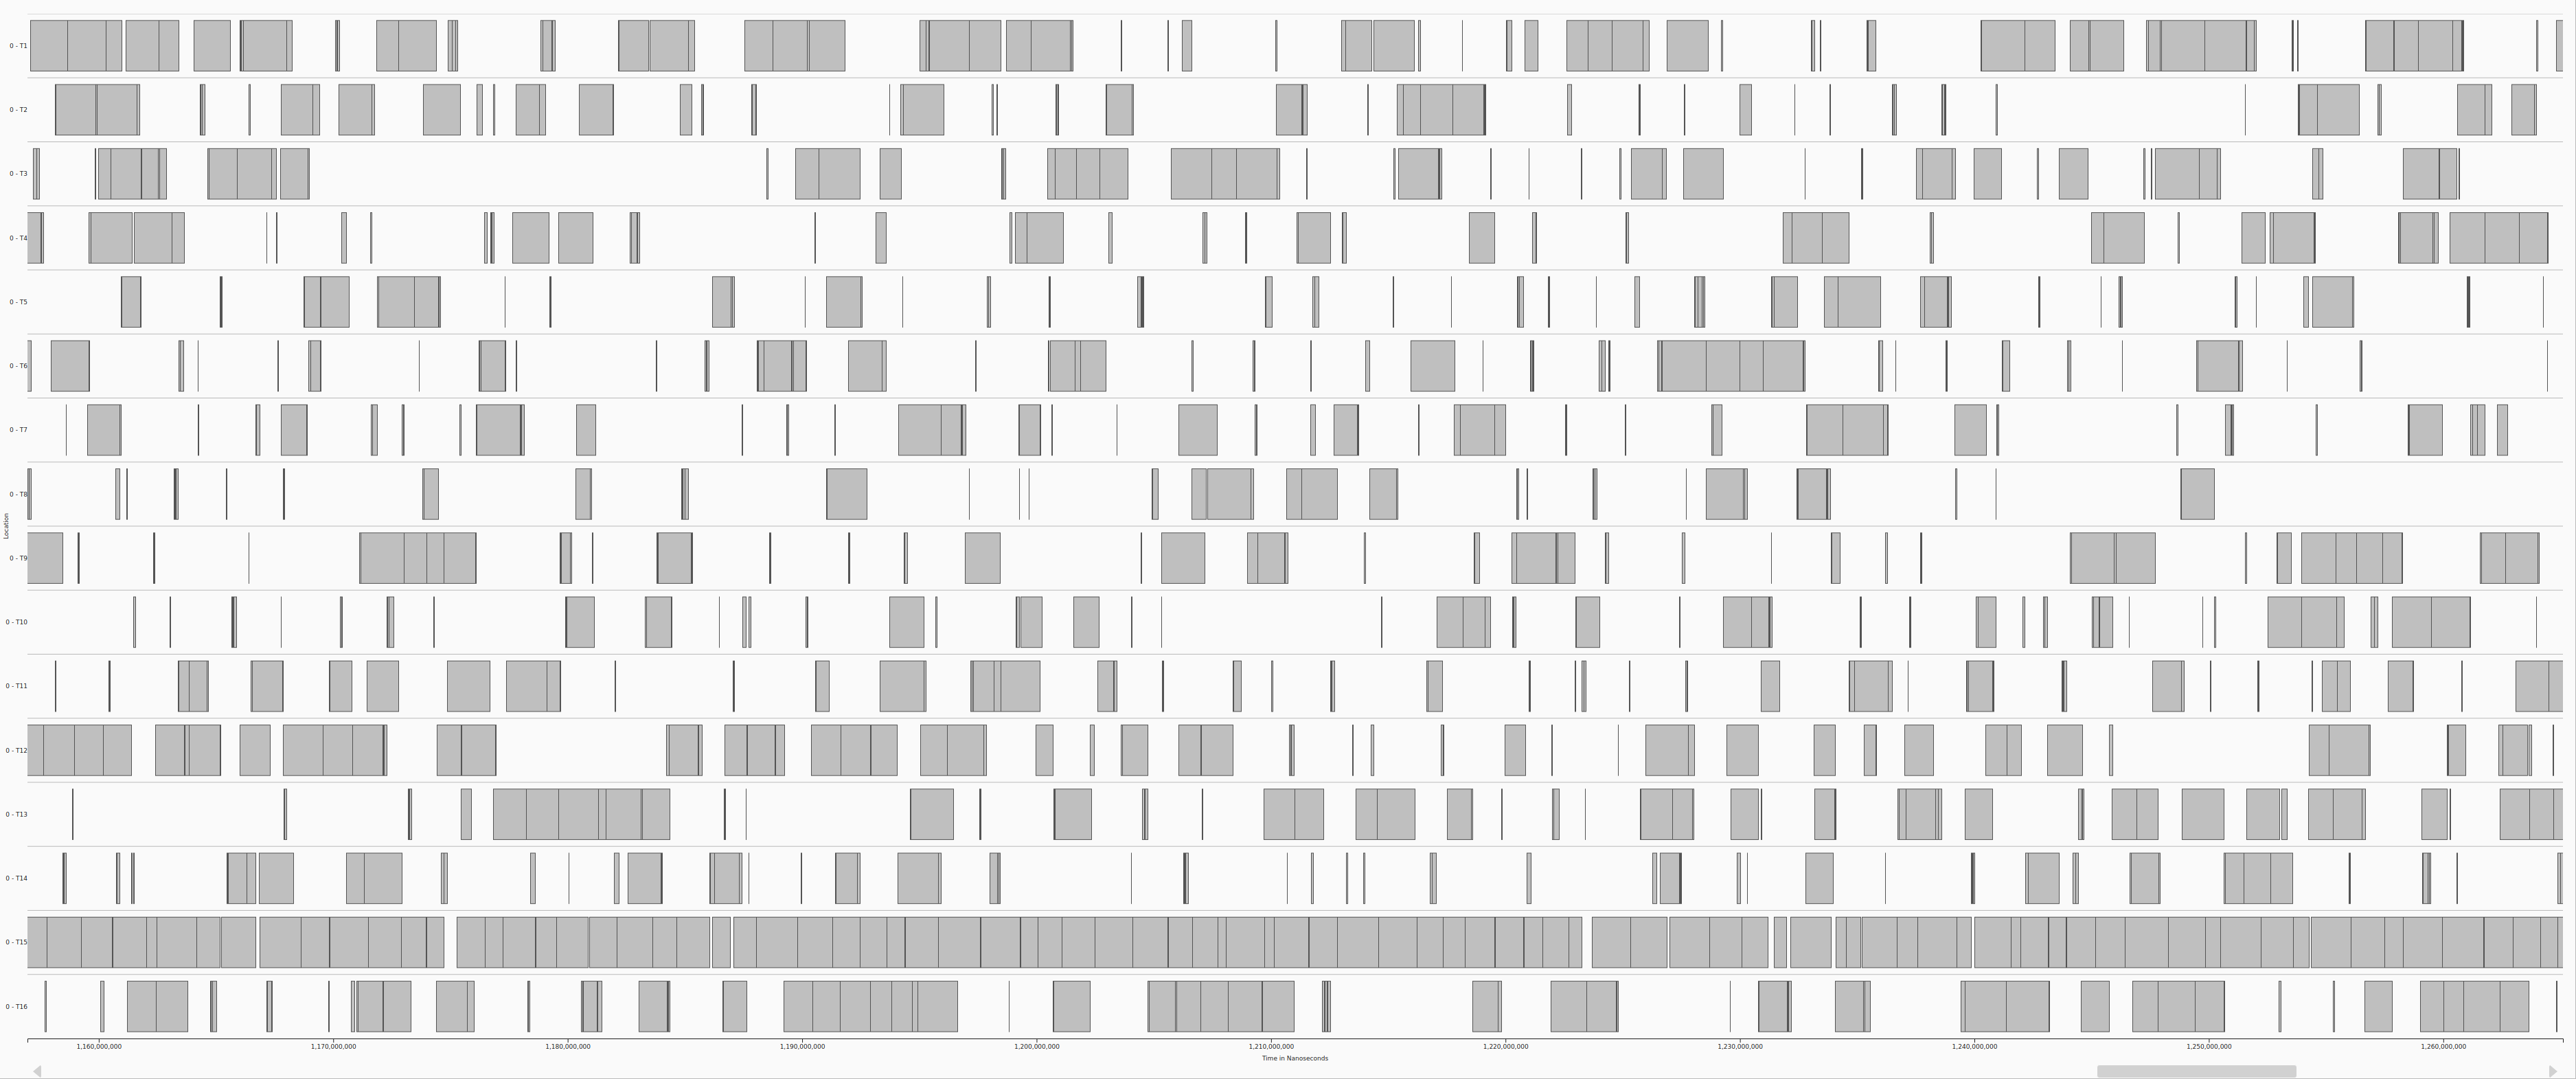 0 - T1
0 - T2
0 - T3
0 - T4
0 - T5
0 - T6
0 - T7
0 - T8
Location
0 - T9
0 - T10
0 - T11
0 - T12
0 - T13
0 - T14
0 - T15
0 - T16
1,160,000,000 1,170,000,000 1,180,000,000 1,190,000,000 1,200,000,000 1,210,000,000 1,220,000,000 1,230,000,000 1,240,000,000 1,250,000,000 1,260,000,000
Time in Nanoseconds